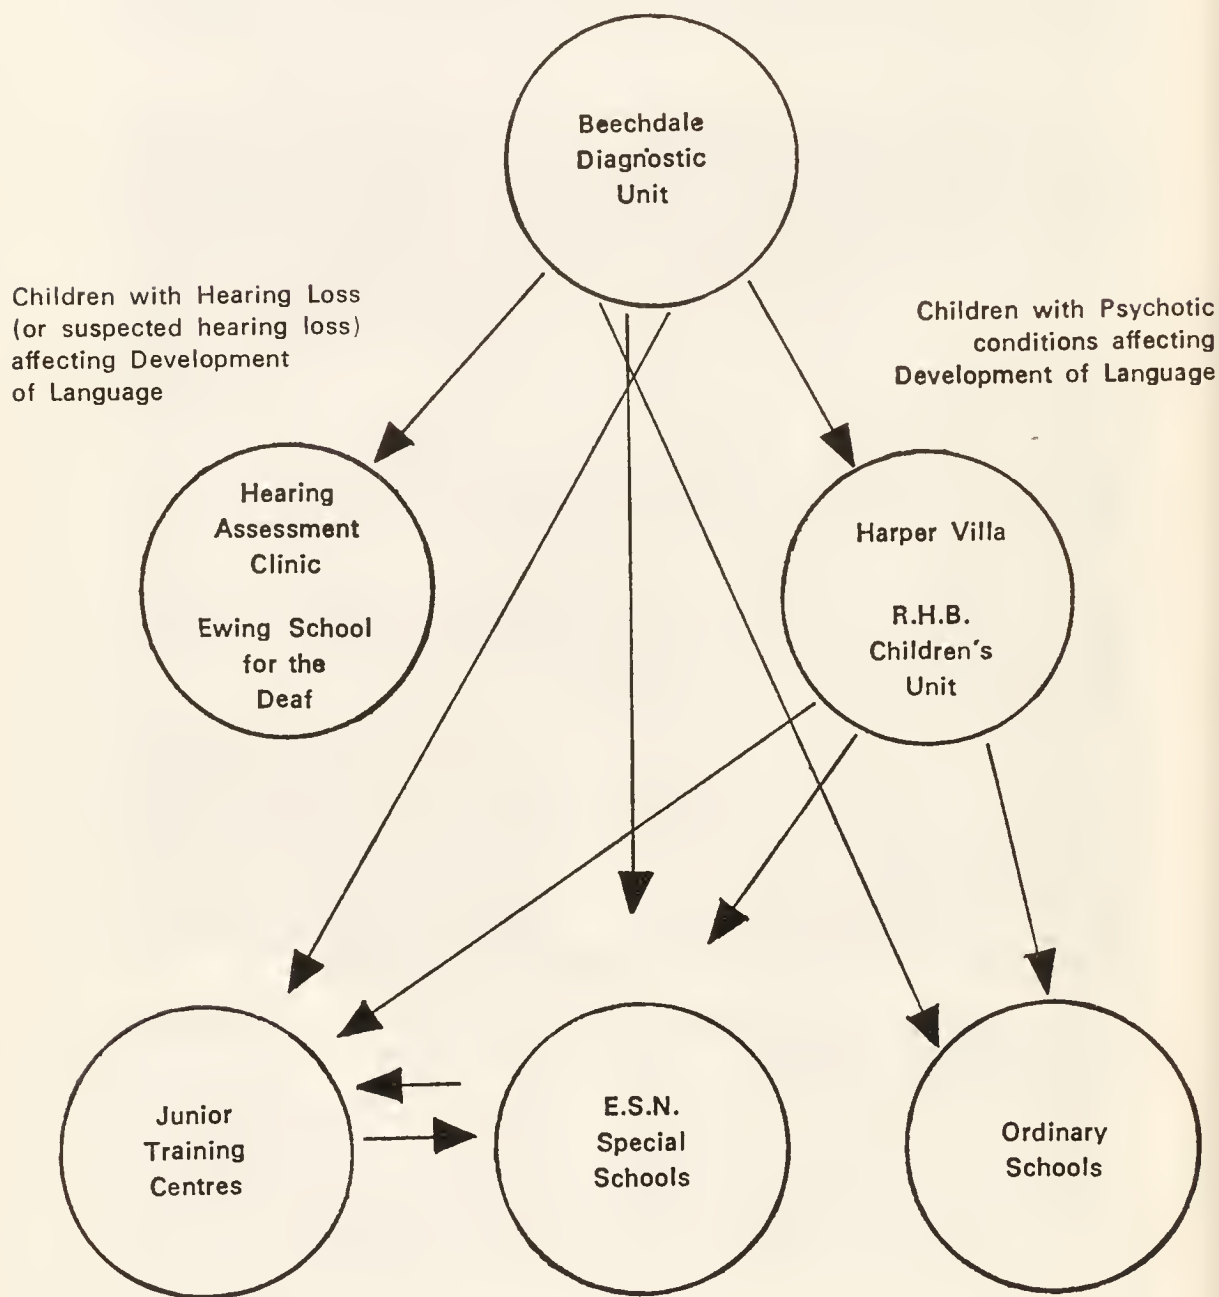 Beechdale
Diagnostic
Unit
Children with Hearing Loss
(or suspected hearing loss)
affecting Development
of Language
Children with Psychotic
conditions affecting
Development of Language
Hearing
Assessment
Clinic
Ewing School
for the
Deaf
Harper Villa
R.H.B.
Children's
Unit
Junior
Training
Centres
E.S.N.
Special
Schools
Ordinary
Schools